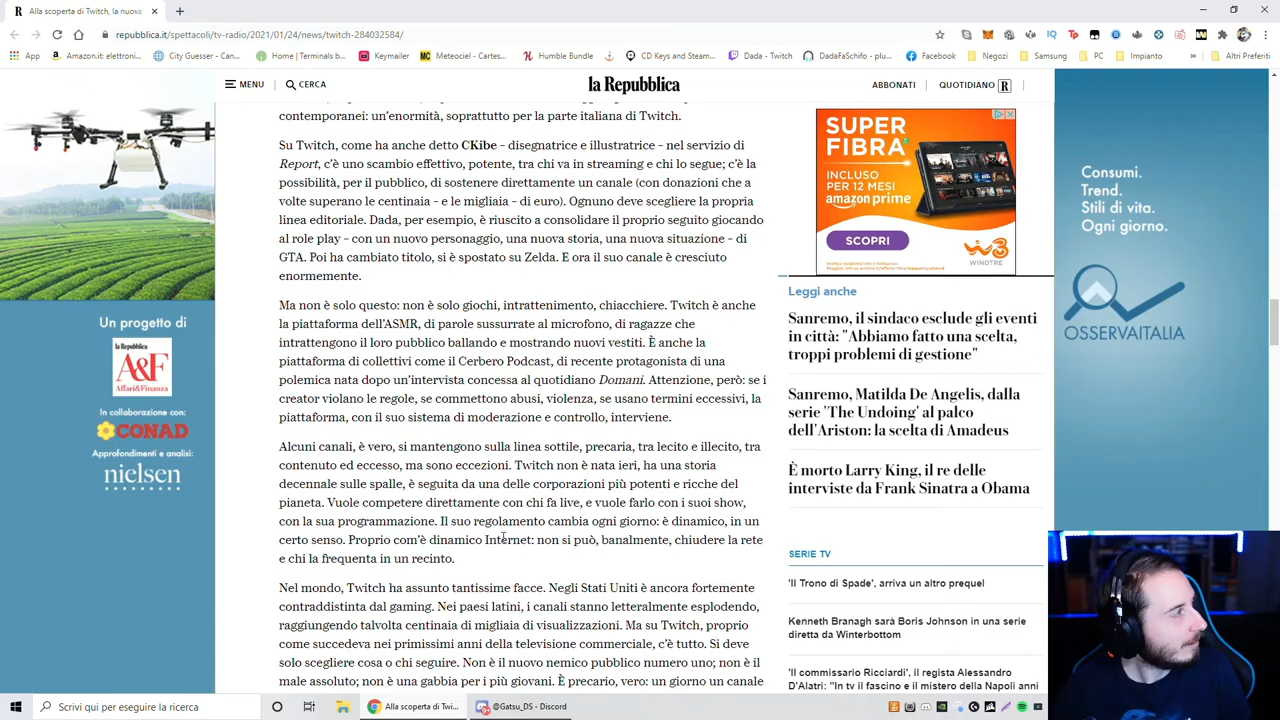 Alla scoperta di Twitch, la nuova
repubblica.it/spettacoli/tv-radio/2021/01/24/news/twitch-284032584/
App
Amazon.it: elettroni...
City Guesser - Can...
Home | Terminals b...
Keymailer
Meteociel - Cartes...
Humble Bundle
CD Keys and Steam...
Dada - Twitch
DadaFaSchifo - plu...
Facebook
Negozi
Samsung
PC
Impianto
Altri Preferiti
MENU
CERCA
la Repubblica
ABBONATI
QUOTIDIANO R
contemporanei: un'enormità, soprattutto per la parte italiana di Twitch.
Su Twitch, come ha anche detto CKibe – disegnatrice e illustratrice – nel servizio di
Report, c'è uno scambio effettivo, potente, tra chi va in streaming e chi lo segue; c'è la
possibilità, per il pubblico, di sostenere direttamente un canale (con donazioni che a
volte superano le centinaia – e le migliaia – di euro). Ognuno deve scegliere la propria
linea editoriale. Dada, per esempio, è riuscito a consolidare il proprio seguito giocando
al role play – con un nuovo personaggio, una nuova storia, una nuova situazione – di
GTA. Poi ha cambiato titolo, si è spostato su Zelda. E ora il suo canale è cresciuto
enormemente.
Ma non è solo questo: non è solo giochi, intrattenimento, chiacchiere. Twitch è anche
la piattaforma dell'ASMR, di parole sussurrate al microfono, di ragazze che
intrattengono il loro pubblico ballando e mostrando nuovi vestiti. È anche la
piattaforma di collettivi come il Cerbero Podcast, di recente protagonista di una
polemica nata dopo un'intervista concessa al quotidiano Domani. Attenzione, però: se i
creator violano le regole, se commettono abusi, violenza, se usano termini eccessivi, la
piattaforma, con il suo sistema di moderazione e controllo, interviene.
Alcuni canali, è vero, si mantengono sulla linea sottile, precaria, tra lecito e illecito, tra
contenuto ed eccesso, ma sono eccezioni. Twitch non è nata ieri, ha una storia
decennale sulle spalle, è seguita da una delle corporazioni più potenti e ricche del
pianeta. Vuole competere direttamente con chi fa live, e vuole farlo con i suoi show,
con la sua programmazione. Il suo regolamento cambia ogni giorno: è dinamico, in un
certo senso. Proprio com'è dinamico Internet: non si può, banalmente, chiudere la rete
e chi la frequenta in un recinto.
Nel mondo, Twitch ha assunto tantissime facce. Negli Stati Uniti è ancora fortemente
contraddistinta dal gaming. Nei paesi latini, i canali stanno letteralmente esplodendo,
raggiungendo talvolta centinaia di migliaia di visualizzazioni. Ma su Twitch, proprio
come succedeva nei primissimi anni della televisione commerciale, c'è tutto. Si deve
solo scegliere cosa o chi seguire. Non è il nuovo nemico pubblico numero uno; non è il
male assoluto; non è una gabbia per i più giovani. È precario, vero: un giorno un canale
SUPER
FIBRA
INCLUSO
PER 12 MESI
amazon prime
SCOPRI
WINDTRE
Leggi anche
Sanremo, il sindaco esclude gli eventi
in città: "Abbiamo fatto una scelta,
troppi problemi di gestione"
Sanremo, Matilda De Angelis, dalla
serie 'The Undoing' al palco
dell'Ariston: la scelta di Amadeus
È morto Larry King, il re delle
interviste da Frank Sinatra a Obama
SERIE TV
'Il Trono di Spade', arriva un altro prequel
Kenneth Branagh sarà Boris Johnson in una serie
diretta da Winterbottom
'Il commissario Ricciardi', il regista Alessandro
D'Alatri: "In tv il fascino e il mistero della Napoli anni
Un progetto di
la Repubblica
A&F
Affari&Finanza
In collaborazione con:
CONAD
Approfondimenti e analisi:
nielsen
Consumi.
Trend.
Stili di vita.
Ogni giorno.
OSSERVAITALIA
Scrivi qui per eseguire la ricerca
Alla scoperta di Twi...
@Gatsu_DS - Discord